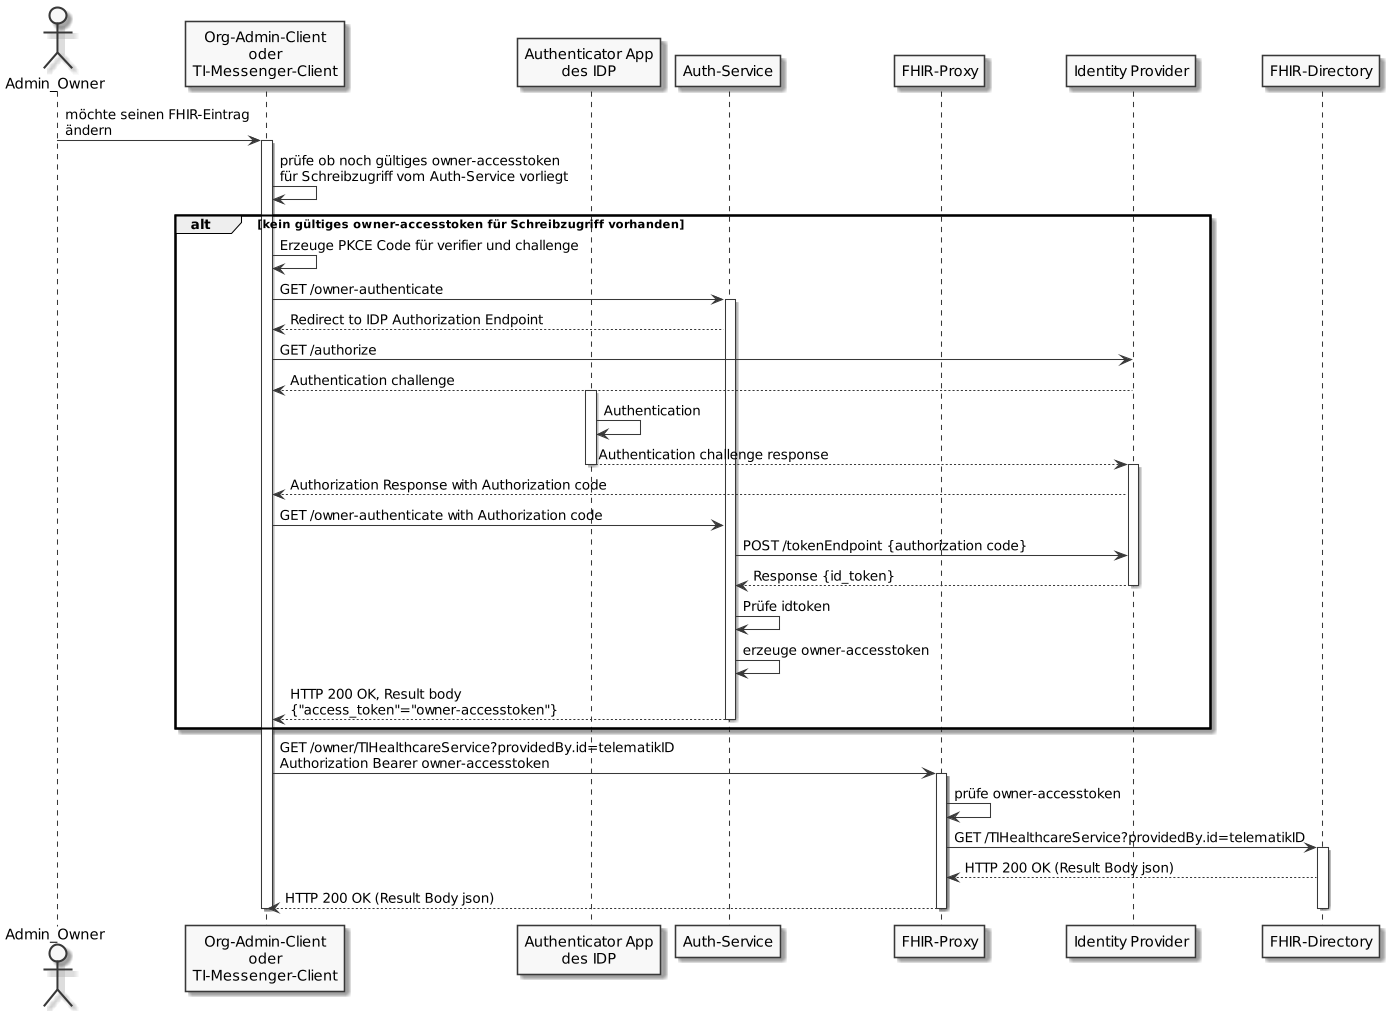 Admin_Owner
Org-Admin-Client
oder
TI-Messenger-Client
Authenticator App
des IDP
Auth-Service
FHIR-Proxy
Identity Provider
FHIR-Directory
möchte seinen FHIR-Eintrag
ändern
prüfe ob noch gültiges owner-accesstoken
für Schreibzugriff vom Auth-Service vorliegt
alt
[kein gültiges owner-accesstoken für Schreibzugriff vorhanden]
Erzeuge PKCE Code für verifier und challenge
GET /owner-authenticate
Redirect to IDP Authorization Endpoint
GET /authorize
Authentication challenge
Authentication
Authentication challenge response
Authorization Response with Authorization code
GET /owner-authenticate with Authorization code
POST /tokenEndpoint {authorization code}
Response {id_token}
Prüfe idtoken
erzeuge owner-accesstoken
HTTP 200 OK, Result body
{"access_token"="owner-accesstoken"}
GET /owner/TIHealthcareService?providedBy.id=telematikID
Authorization Bearer owner-accesstoken
prüfe owner-accesstoken
GET /TIHealthcareService?providedBy.id=telematikID
HTTP 200 OK (Result Body json)
HTTP 200 OK (Result Body json)
Admin_Owner
Org-Admin-Client
oder
TI-Messenger-Client
Authenticator App
des IDP
Auth-Service
FHIR-Proxy
Identity Provider
FHIR-Directory